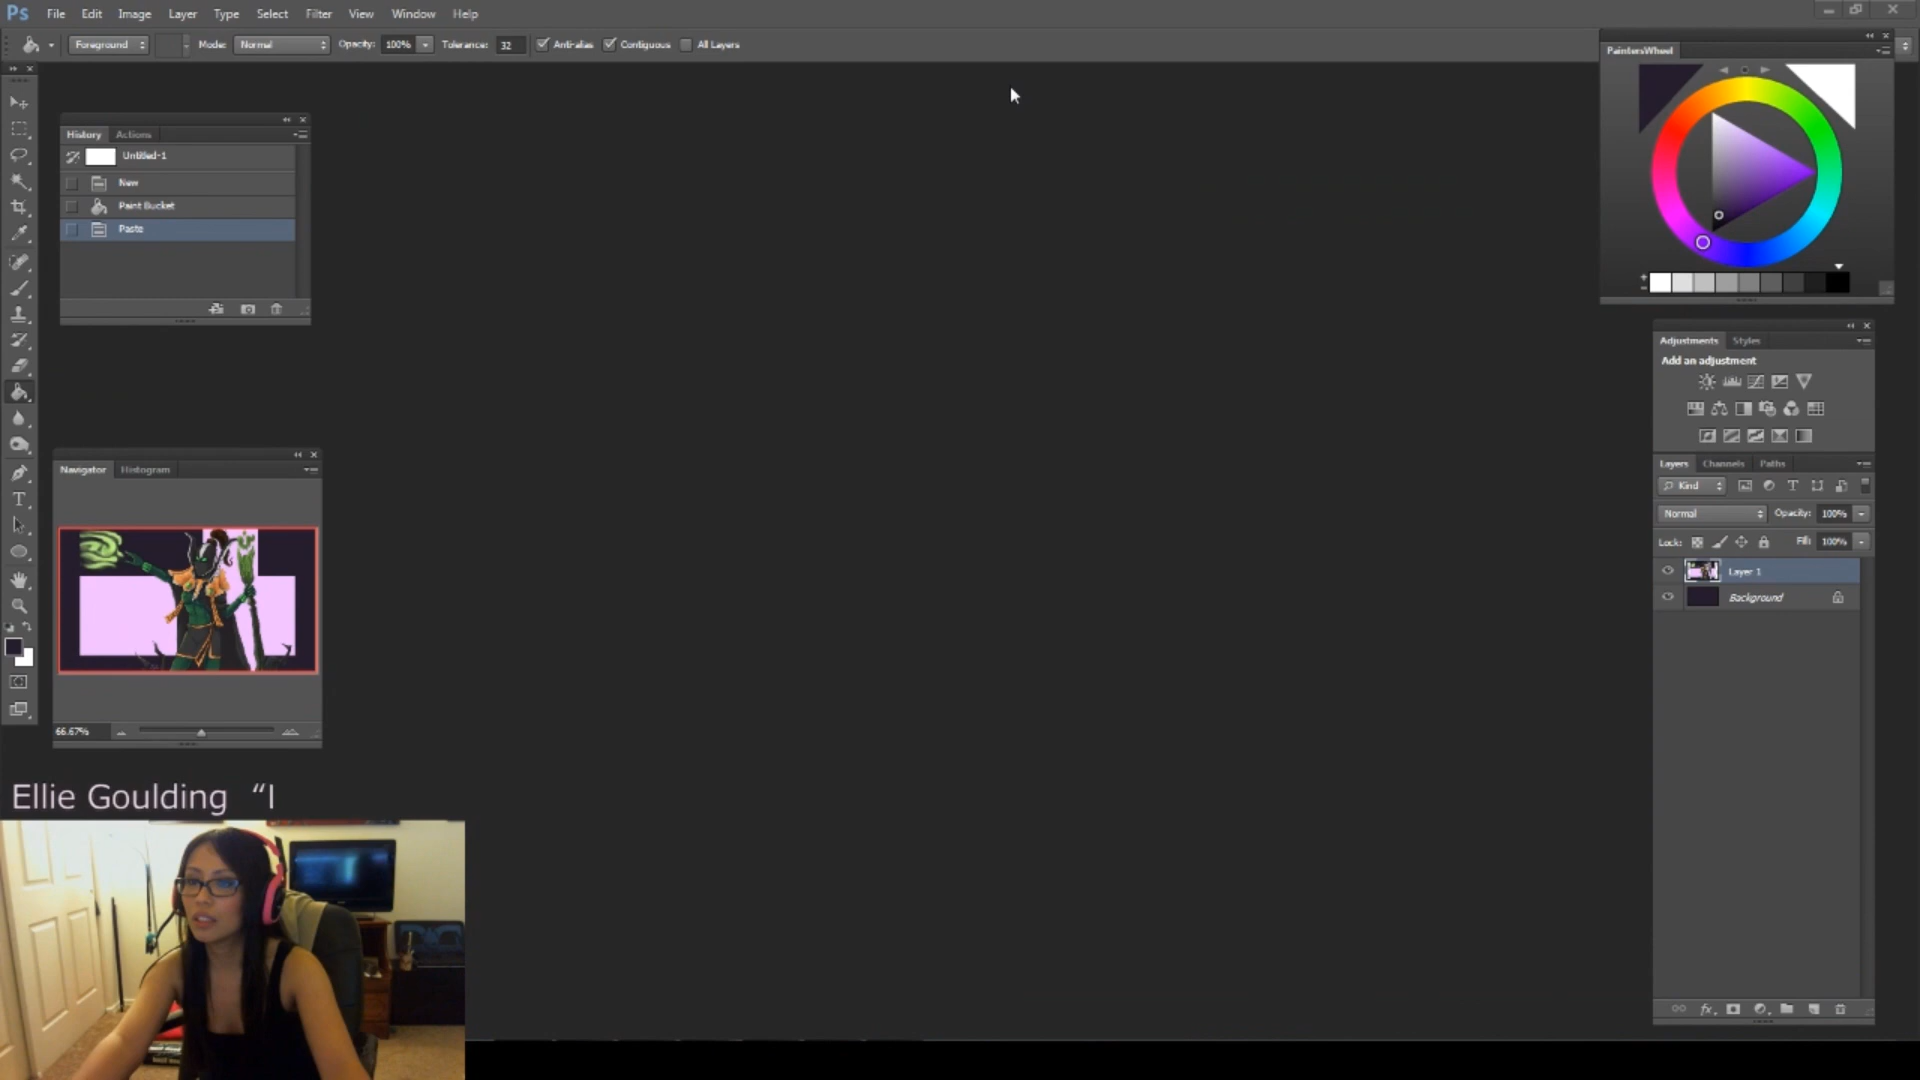 Ps File Edit Image Layer Type Select Filter View Window Help
Foreground Mode: Normal Opacity: 100% Tolerance: 32 Anti-alias Contiguous All Layers
PaintersWheel
History Actions
Untitled-1
New
Paint Bucket
Paste
Adjustments Styles
Add an adjustment
Navigator Histogram
66.67%
Layers Channels Paths
Kind
Normal Opacity: 100%
Lock: Fill: 100%
Layer 1
Background
Ellie Goulding “I